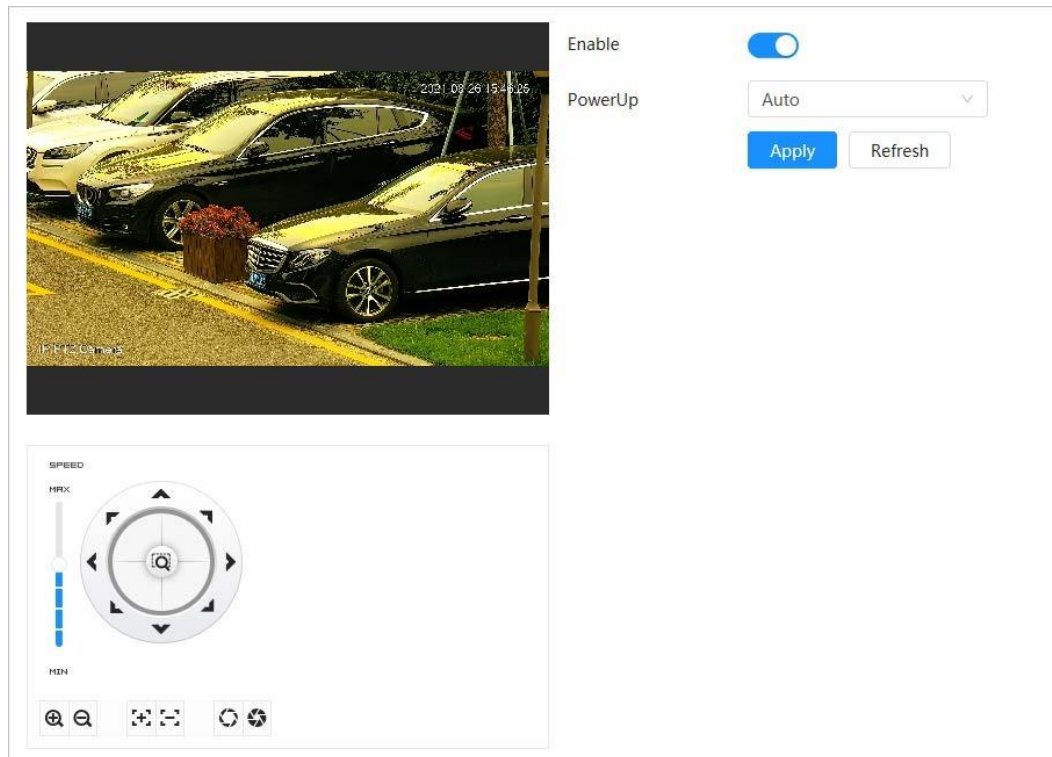 Enable
PowerUp
Auto
Apply
Refresh
2021-08-26 15:46:25
IP PTZ Camera
SPEED
MAX
MIN